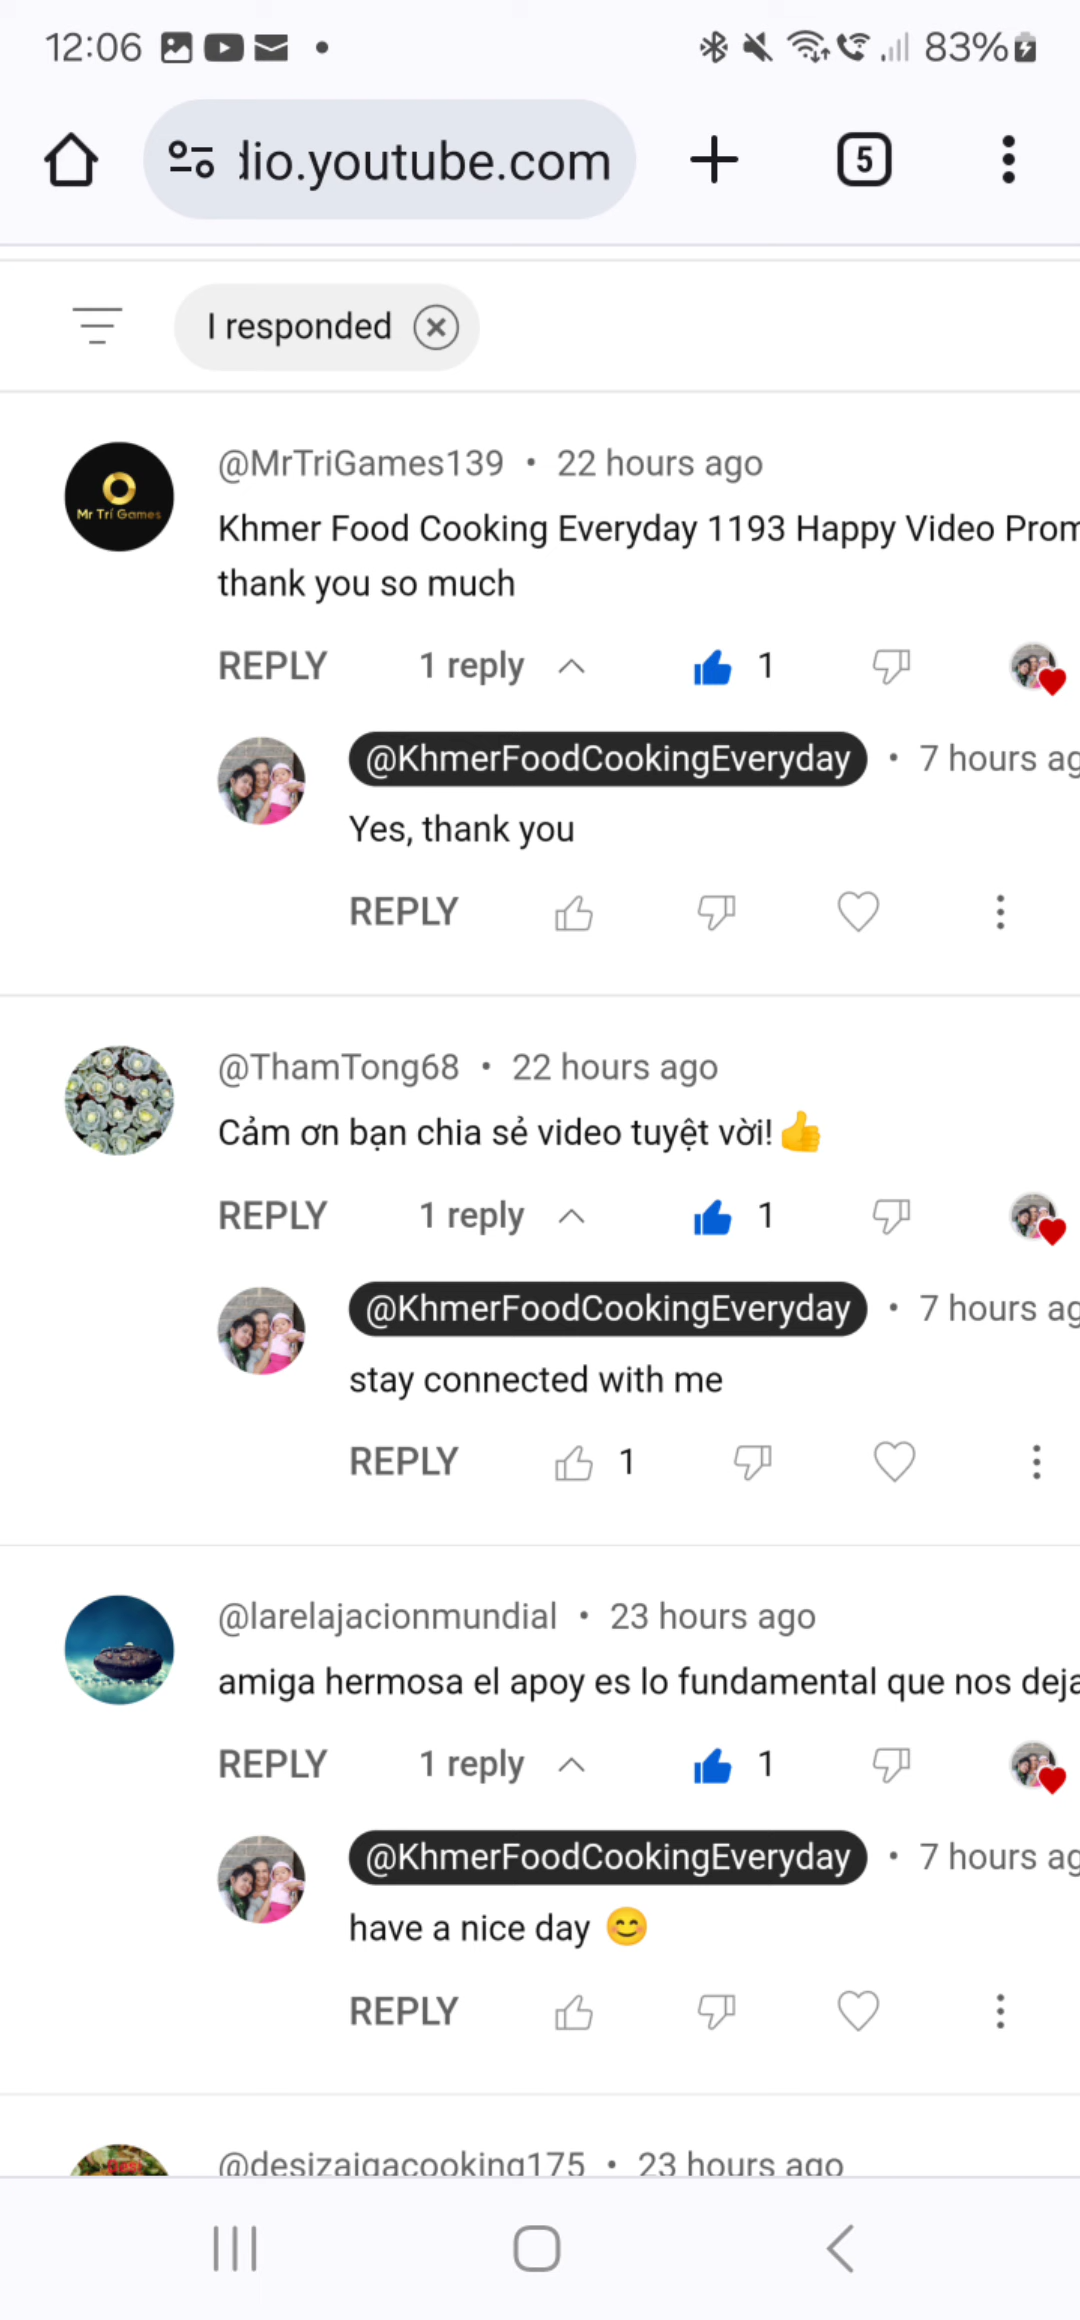 12:06
83%
dio.youtube.com
5
I responded
Mr Trí Games
@MrTriGames139 • 22 hours ago
Khmer Food Cooking Everyday 1193 Happy Video Prom
thank you so much
REPLY 1 reply 1
@KhmerFoodCookingEveryday • 7 hours ag
Yes, thank you
REPLY
@ThamTong68 • 22 hours ago
Cảm ơn bạn chia sẻ video tuyệt vời! 👍
REPLY 1 reply 1
@KhmerFoodCookingEveryday • 7 hours ag
stay connected with me
REPLY 1
@larelajacionmundial • 23 hours ago
amiga hermosa el apoy es lo fundamental que nos deja
REPLY 1 reply 1
@KhmerFoodCookingEveryday • 7 hours ag
have a nice day 😊
REPLY
@desizaiqacooking175 • 23 hours ago